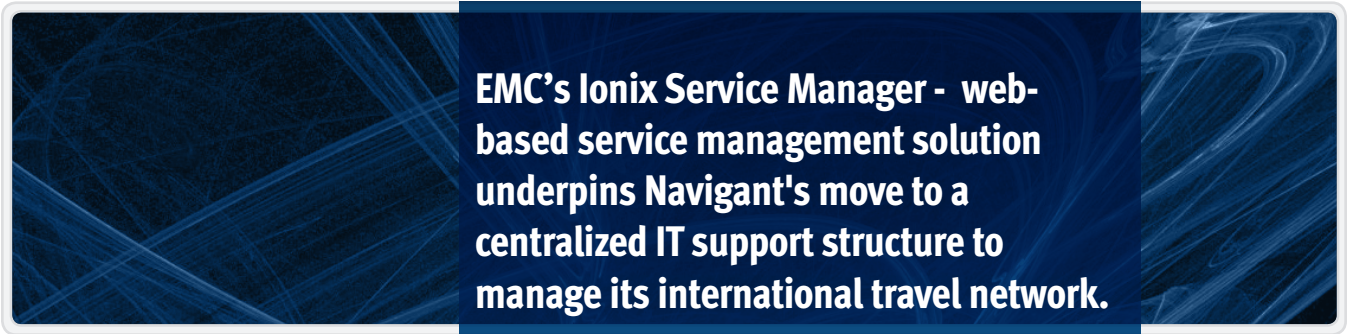 EMC’s Ionix Service Manager -  web-
based service management solution
underpins Navigant's move to a
centralized IT support structure to
manage its international travel network.